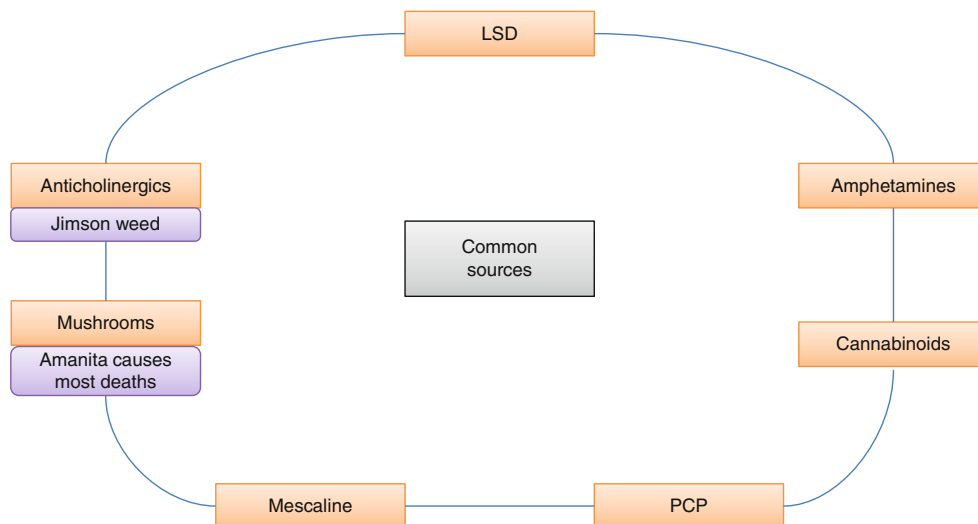 LSD
Anticholinergics
Amphetamines
Jimson weed
Common
sources
Mushrooms
Cannabinoids
Amanita causes
most deaths
Mescaline
PCP